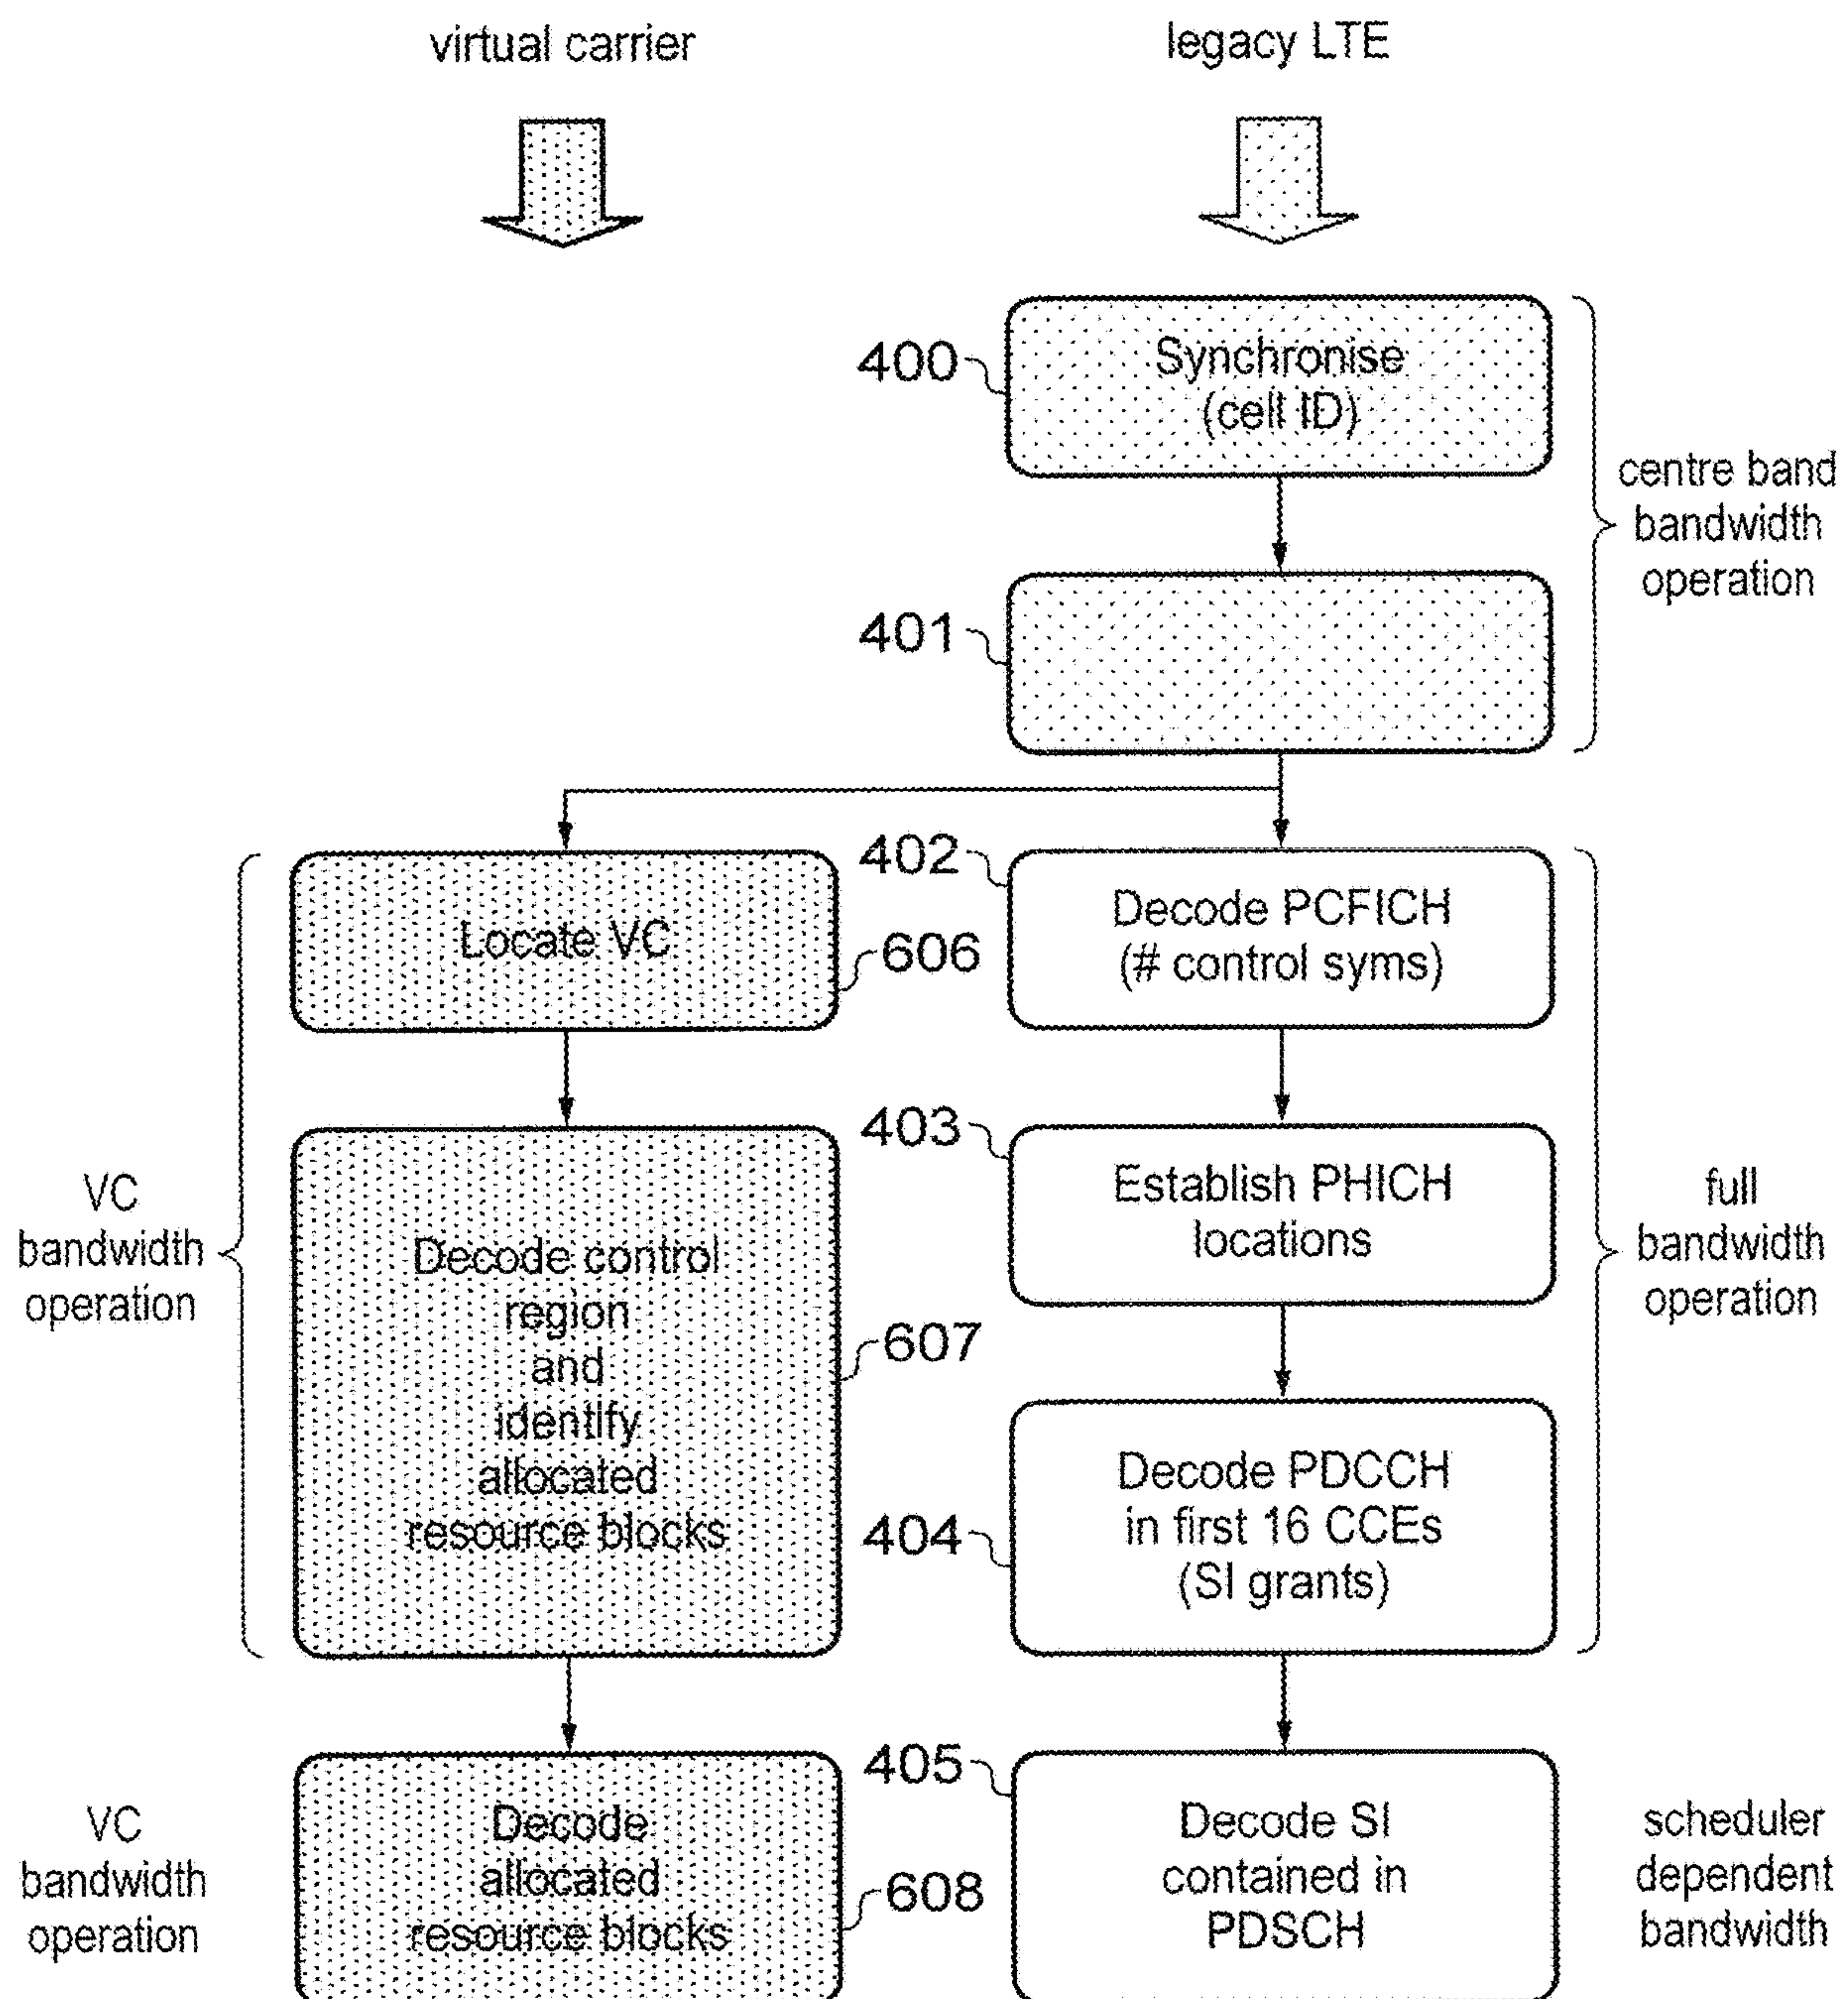 virtual carrier
legacy LTE
400
Synchronise
(cell ID)
centre band
bandwidth
operation
401
402
Locate VC
606
Decode PCFICH
(# control syms)
403
Establish PHICH
locations
VC
bandwidth
operation
Decode control
region
and
identify
allocated
resource blocks
607
full
bandwidth
operation
404
Decode PDCCH
in first 16 CCEs
(SI grants)
405
VC
bandwidth
operation
Decode
allocated
resource blocks
608
Decode SI
contained in
PDSCH
scheduler
dependent
bandwidth